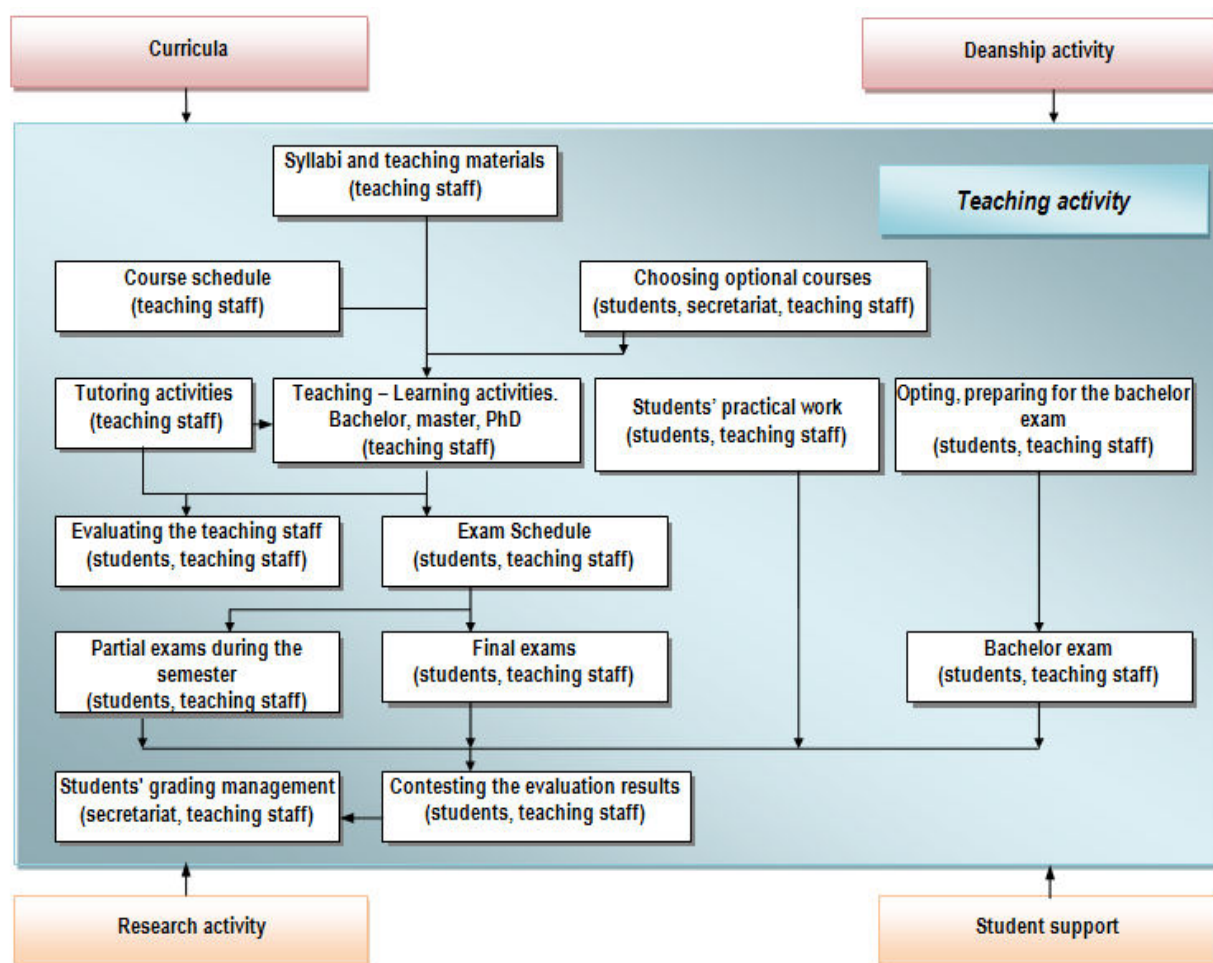 Curricula
Deanship activity
Syllabi and teaching materials
(teaching staff)
Teaching activity
Course schedule
(teaching staff)
Choosing optional courses
(students, secretariat, teaching staff)
Tutoring activities
(teaching staff)
Teaching – Learning activities.
Bachelor, master, PhD
(teaching staff)
Students’ practical work
(students, teaching staff)
Opting, preparing for the bachelor
exam
(students, teaching staff)
Evaluating the teaching staff
(students, teaching staff)
Exam Schedule
(students, teaching staff)
Partial exams during the
semester
(students, teaching staff)
Final exams
(students, teaching staff)
Bachelor exam
(students, teaching staff)
Students' grading management
(secretariat, teaching staff)
Contesting the evaluation results
(students, teaching staff)
Research activity
Student support